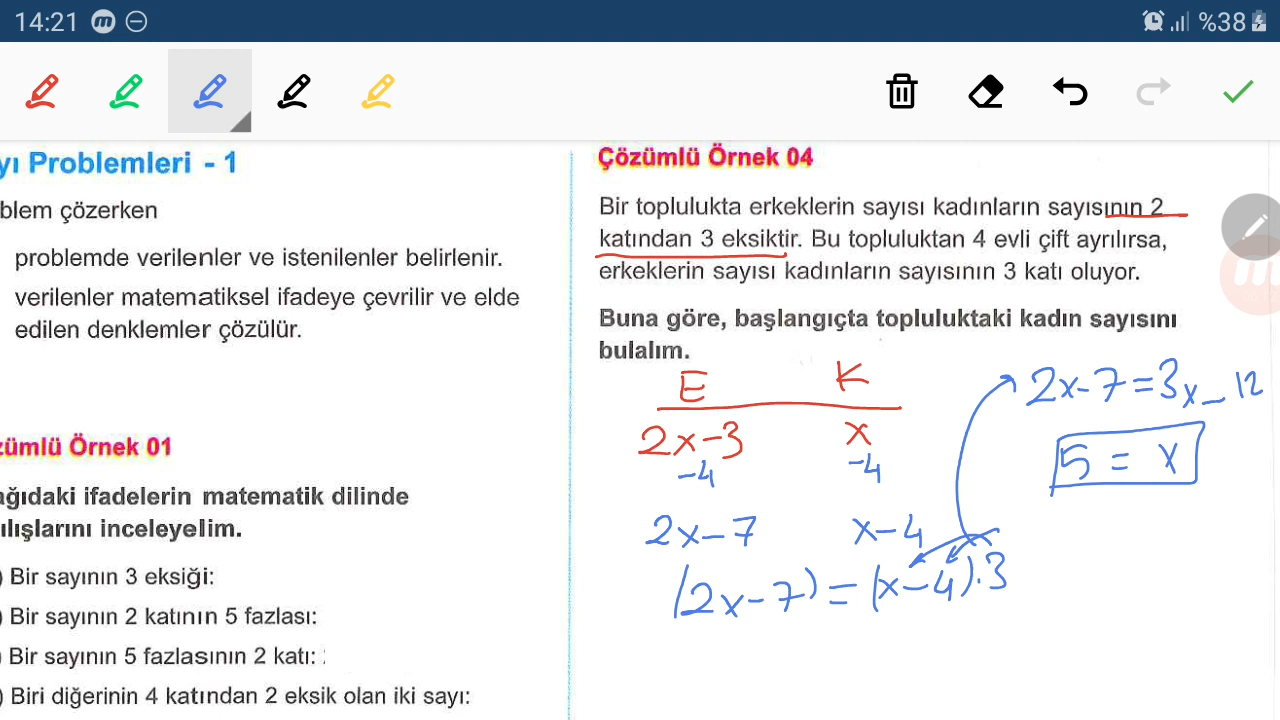 14:21
%38
yı Problemleri - 1
blem çözerken
problemde verilenler ve istenilenler belirlenir.
verilenler matematiksel ifadeye çevrilir ve elde
edilen denklemler çözülür.
zümlü Örnek 01
ağıdaki ifadelerin matematik dilinde
ılışlarını inceleyelim.
) Bir sayının 3 eksiği:
) Bir sayının 2 katının 5 fazlası:
) Bir sayının 5 fazlasının 2 katı:
) Biri diğerinin 4 katından 2 eksik olan iki sayı:
Çözümlü Örnek 04
Bir toplulukta erkeklerin sayısı kadınların sayısının 2
katından 3 eksiktir. Bu topluluktan 4 evli çift ayrılırsa,
erkeklerin sayısı kadınların sayısının 3 katı oluyor.
Buna göre, başlangıçta topluluktaki kadın sayısını
bulalım.
E K
2x-3 x
-4 -4
2x-7 x-4
(2x-7) = (x-4).3
2x-7=3x-12
5 = x